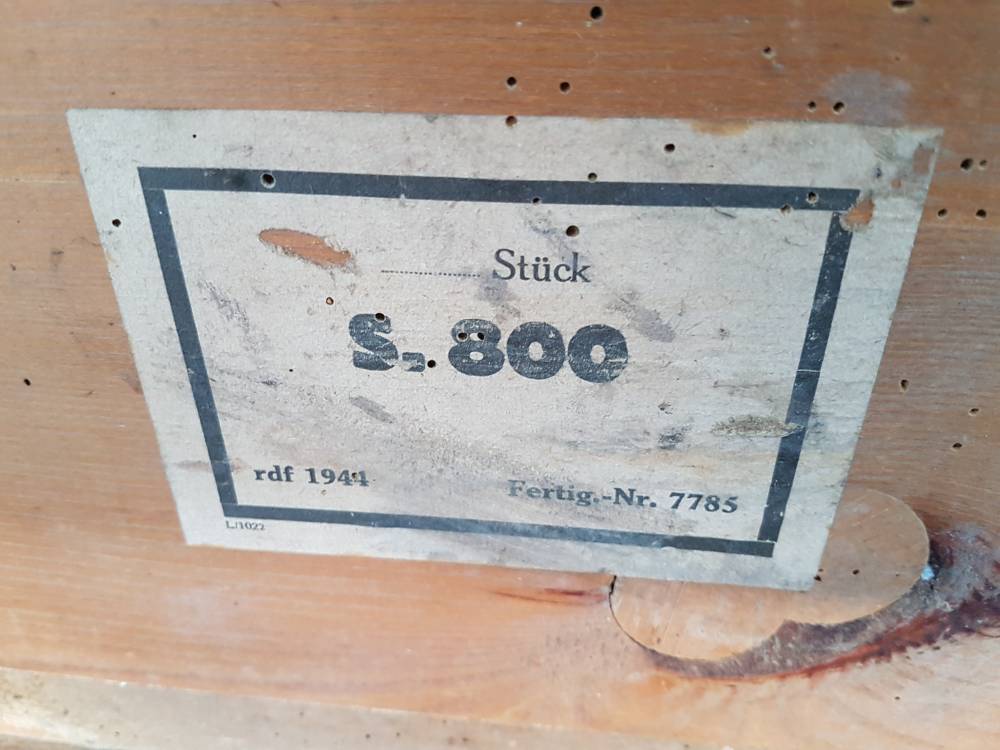 ............ Stück
S, 800
rdf 1944
Fertig.-Nr. 7785
L/1022